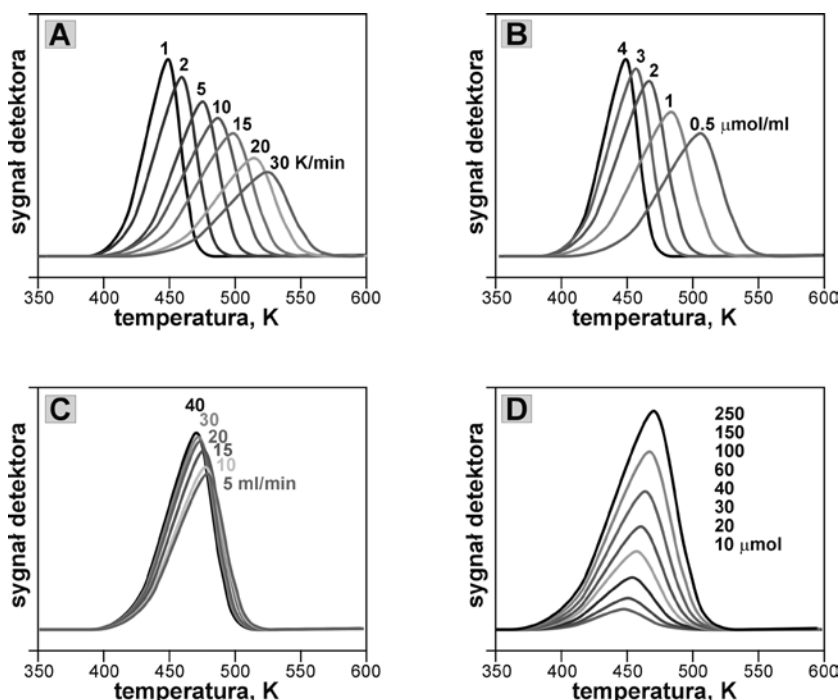 A
sygnał detektora
1
2
5
10
15
20
30 K/min
350 400 450 500 550 600
temperatura, K
B
sygnał detektora
4
3
2
1
0.5 μmol/ml
350 400 450 500 550 600
temperatura, K
C
sygnał detektora
40
30
20
15
10
5 ml/min
350 400 450 500 550 600
temperatura, K
D
sygnał detektora
250
150
100
60
40
30
20
10 μmol
350 400 450 500 550 600
temperatura, K